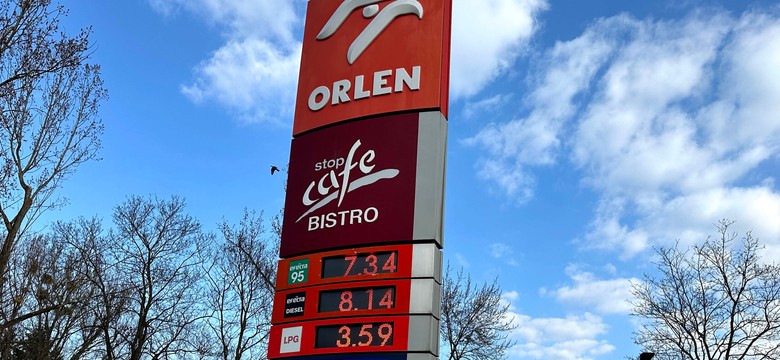 ORLEN
stop
cafe
BISTRO
efecta
95
7.34
efecta
DIESEL
8.14
LPG
3.59